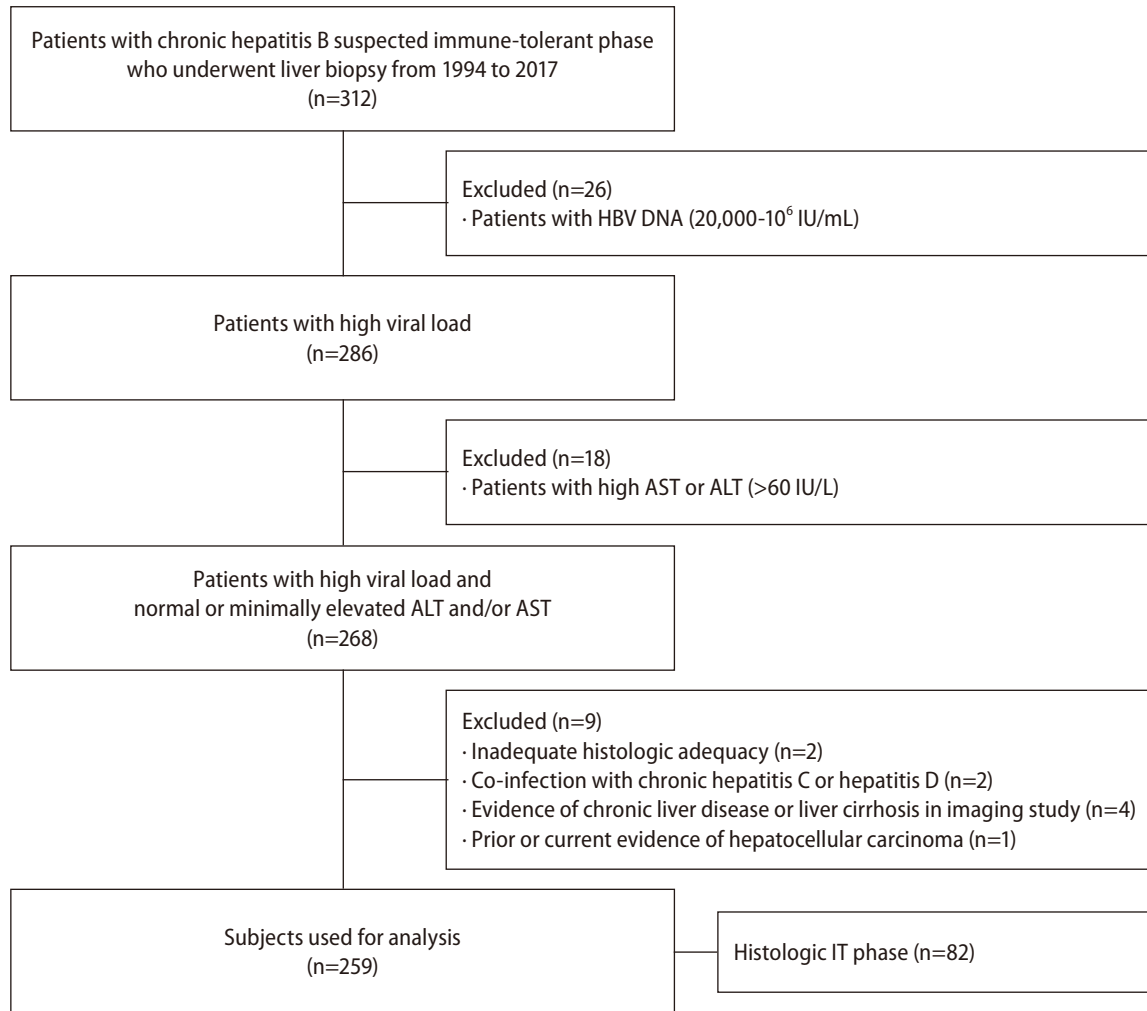 Patients with chronic hepatitis B suspected immune-tolerant phase
who underwent liver biopsy from 1994 to 2017
(n=312)
Excluded (n=26)
· Patients with HBV DNA (20,000-10⁶ IU/mL)
Patients with high viral load
(n=286)
Excluded (n=18)
· Patients with high AST or ALT (>60 IU/L)
Patients with high viral load and
normal or minimally elevated ALT and/or AST
(n=268)
Excluded (n=9)
· Inadequate histologic adequacy (n=2)
· Co-infection with chronic hepatitis C or hepatitis D (n=2)
· Evidence of chronic liver disease or liver cirrhosis in imaging study (n=4)
· Prior or current evidence of hepatocellular carcinoma (n=1)
Subjects used for analysis
(n=259)
Histologic IT phase (n=82)